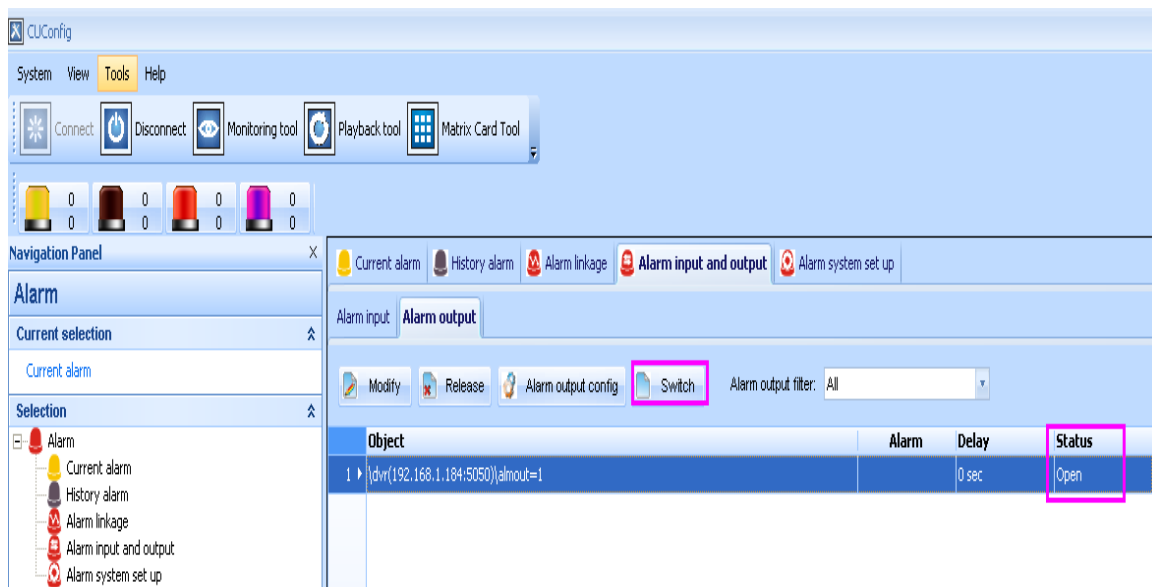 CUConfig
System View Tools Help
Connect Disconnect Monitoring tool Playback tool Matrix Card Tool
0 0 0 0
0 0 0 0
Navigation Panel
Alarm
Current selection
Current alarm
Selection
Alarm
Current alarm
History alarm
Alarm linkage
Alarm input and output
Alarm system set up
Current alarm History alarm Alarm linkage Alarm input and output Alarm system set up
Alarm input Alarm output
Modify Release Alarm output config Switch Alarm output filter: All
Object Alarm Delay Status
1 \dvr(192.168.1.184:5050)\almout=1 0 sec Open